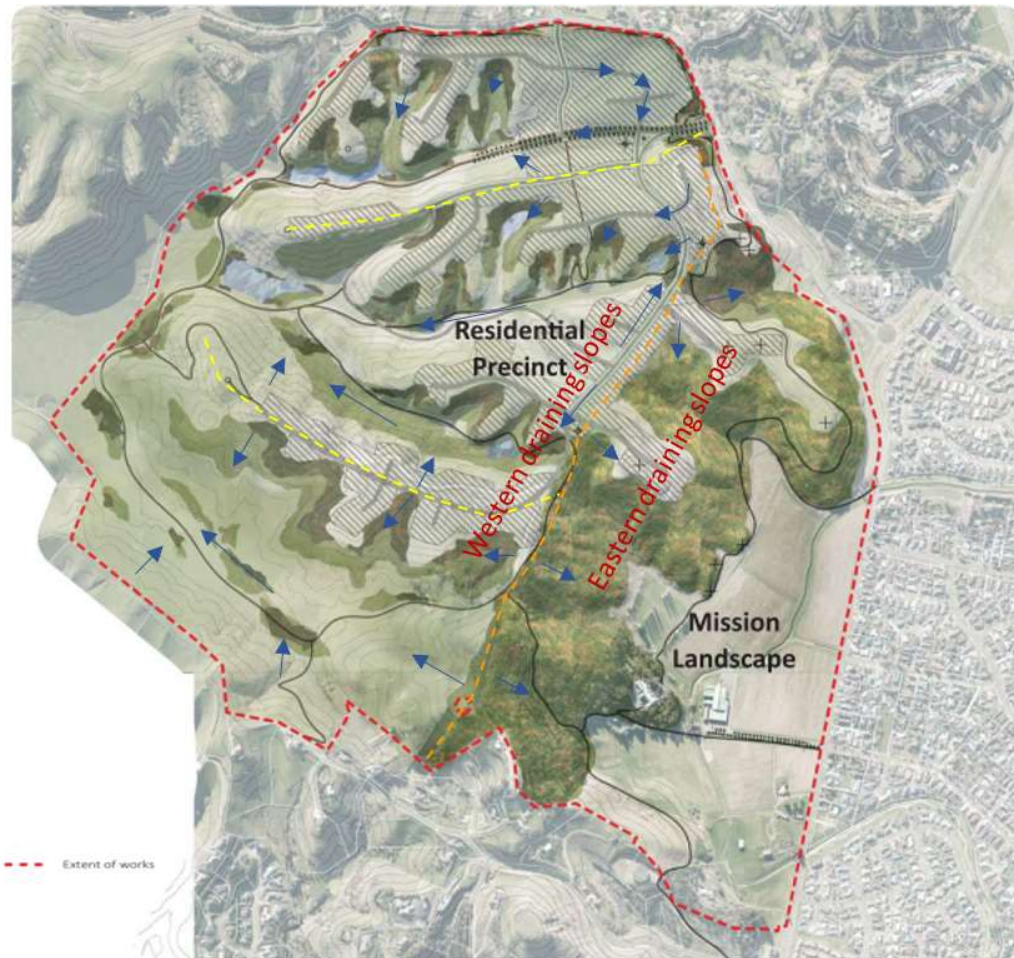 Residential
Precinct
Western draining slopes
Eastern draining slopes
Mission
Landscape
Extent of works